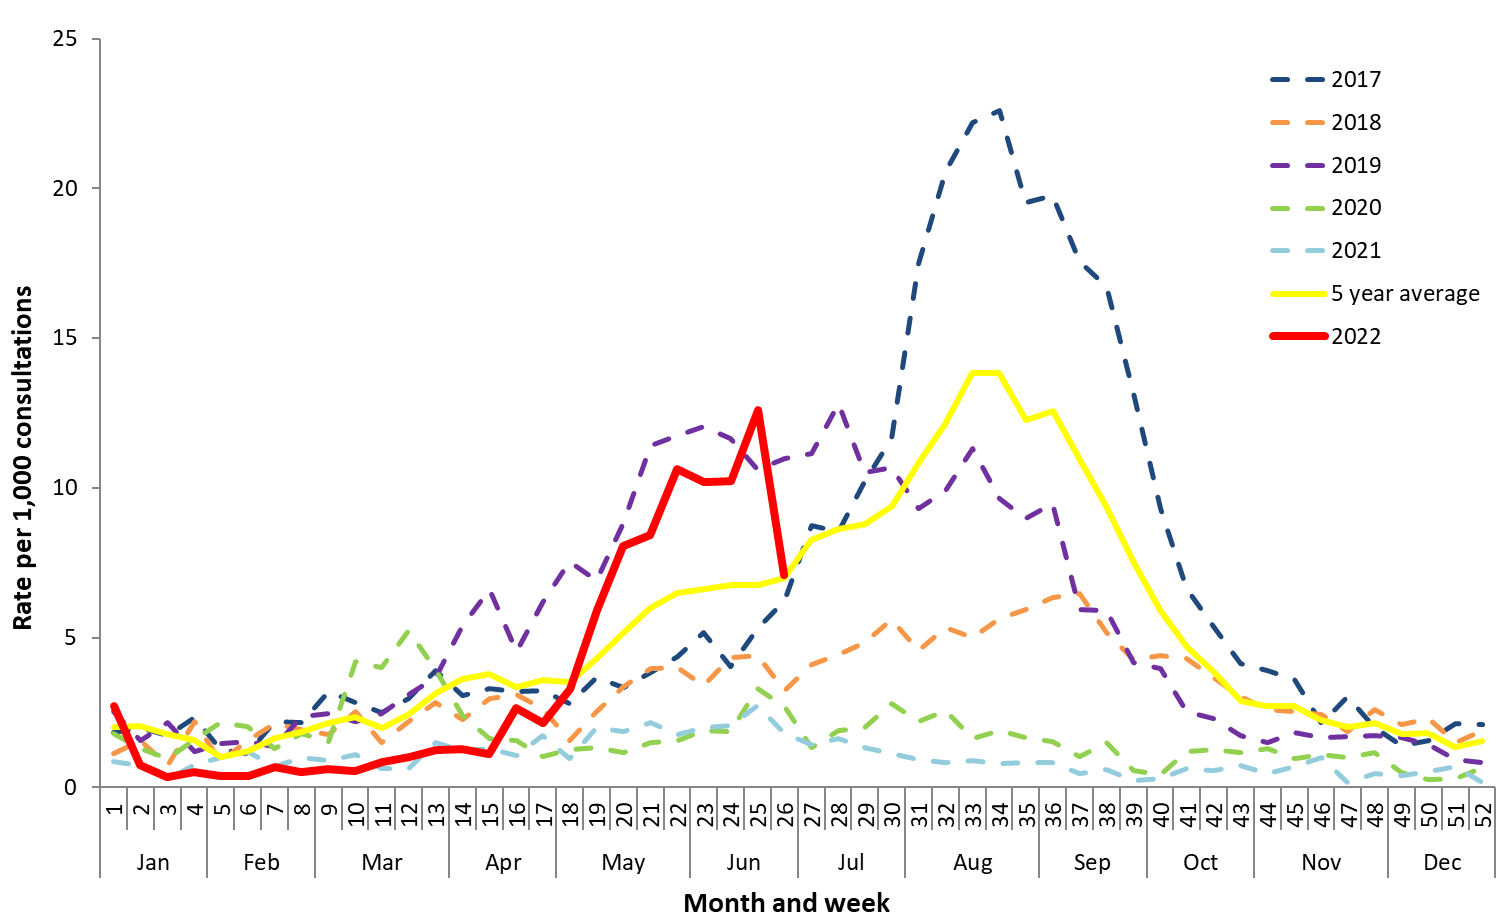 25
20
15
10
5
0
Rate per 1,000 consultations
2017
2018
2019
2020
2021
5 year average
2022
1 2 3 4 5 6 7 8 9 10 11 12 13 14 15 16 17 18 19 20 21 22 23 24 25 26 27 28 29 30 31 32 33 34 35 36 37 38 39 40 41 42 43 44 45 46 47 48 49 50 51 52
Jan Feb Mar Apr May Jun Jul Aug Sep Oct Nov Dec
Month and week